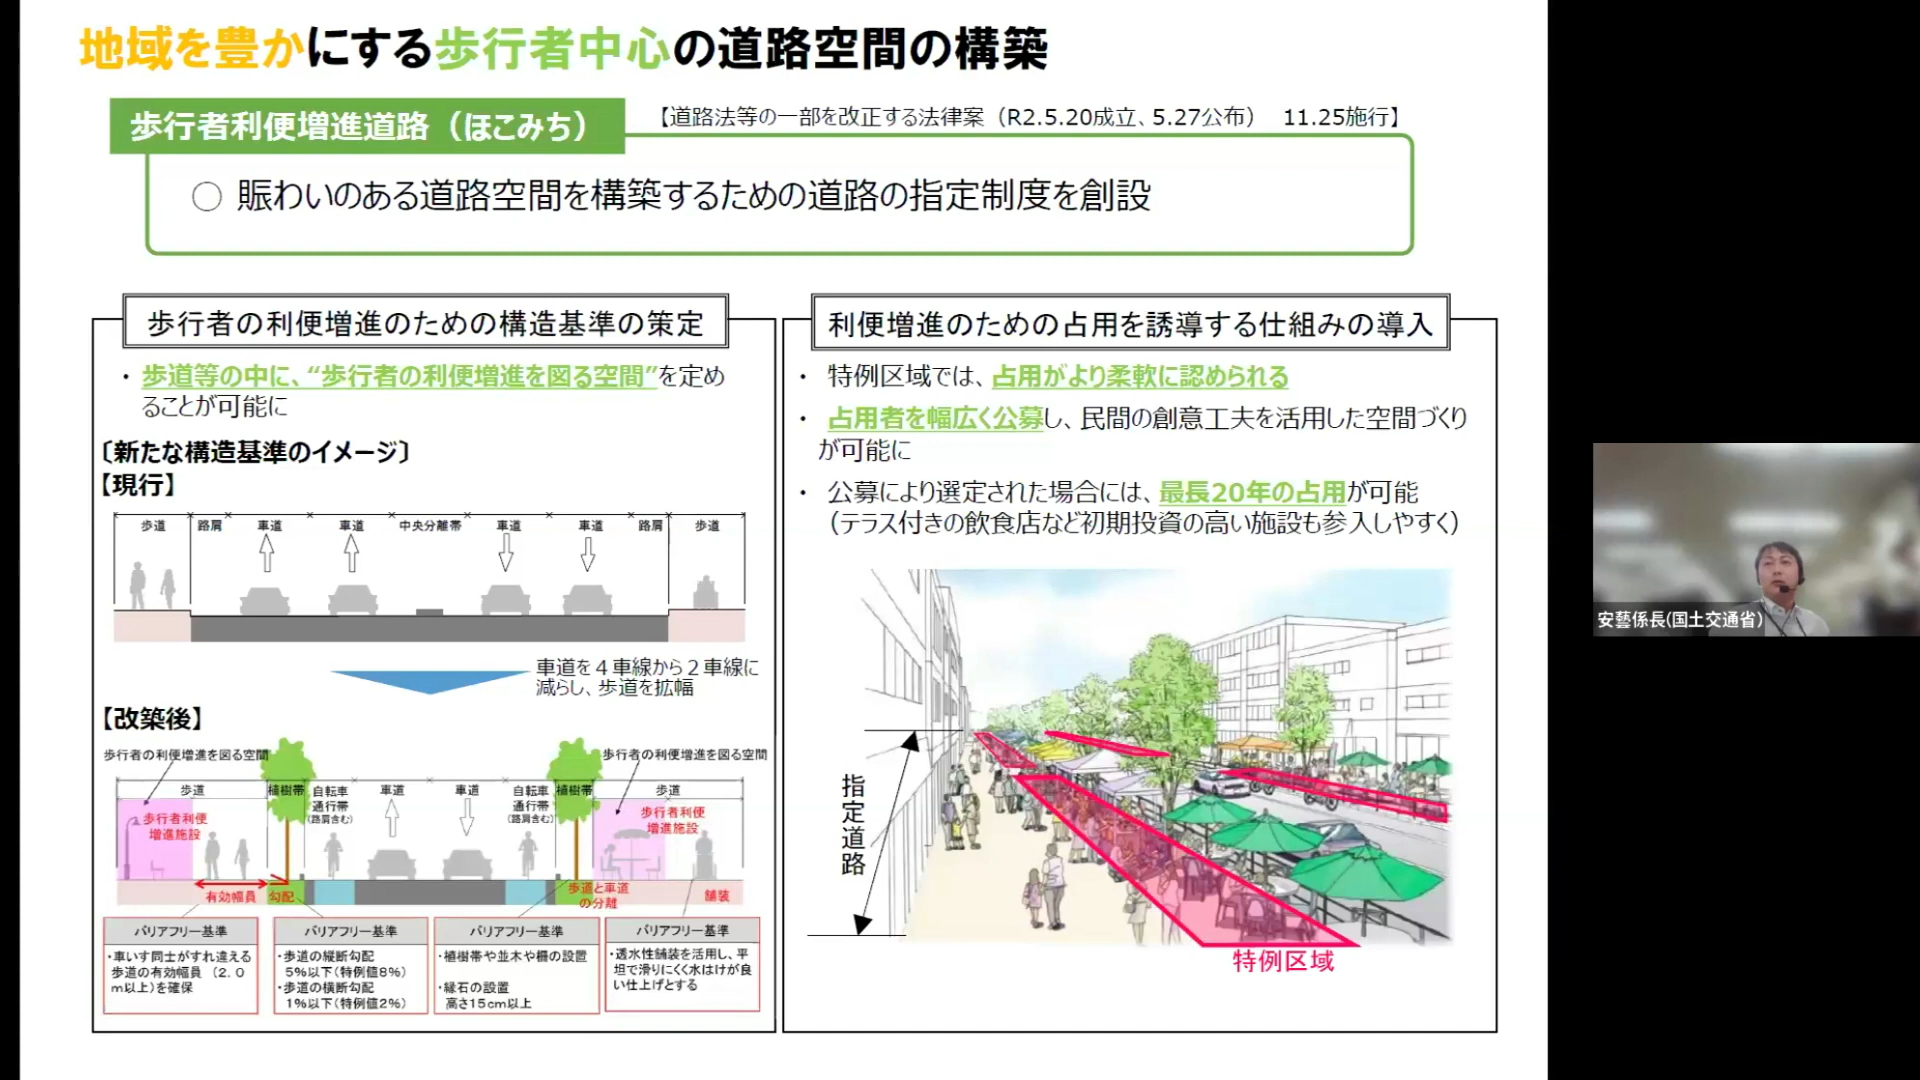 地域を豊かにする歩行者中心の道路空間の構築
歩行者利便増進道路（ほこみち）
【道路法等の一部を改正する法律案（R2.5.20成立、5.27公布） 11.25施行】
○ 賑わいのある道路空間を構築するための道路の指定制度を創設
歩行者の利便増進のための構造基準の策定
・歩道等の中に、“歩行者の利便増進を図る空間”を定め
ることが可能に
〔新たな構造基準のイメージ〕
【現行】
歩道 路肩 車道 車道 中央分離帯 車道 車道 路肩 歩道
車道を４車線から２車線に
減らし、歩道を拡幅
【改築後】
歩行者の利便増進を図る空間
歩行者の利便増進を図る空間
歩道 植樹帯 自転車 車道 車道 自転車 植樹帯 歩道
通行帯 通行帯
（路肩含む） （路肩含む）
歩行者利便
増進施設
歩行者利便
増進施設
有効幅員 勾配
歩道と車道
の分離
舗装
バリアフリー基準
・車いす同士がすれ違える
歩道の有効幅員（２.０
ｍ以上）を確保
バリアフリー基準
・歩道の縦断勾配
5％以下（特例値8％）
・歩道の横断勾配
1％以下（特例値2％）
バリアフリー基準
・植樹帯や並木や柵の設置
・縁石の設置
高さ15cm以上
バリアフリー基準
・透水性舗装を活用し、平
坦で滑りにくく水はけが良
い仕上げとする
利便増進のための占用を誘導する仕組みの導入
・ 特例区域では、占用がより柔軟に認められる
・ 占用者を幅広く公募し、民間の創意工夫を活用した空間づくり
が可能に
・ 公募により選定された場合には、最長20年の占用が可能
（テラス付きの飲食店など初期投資の高い施設も参入しやすく）
指定道路
特例区域
安藝係長(国土交通省)